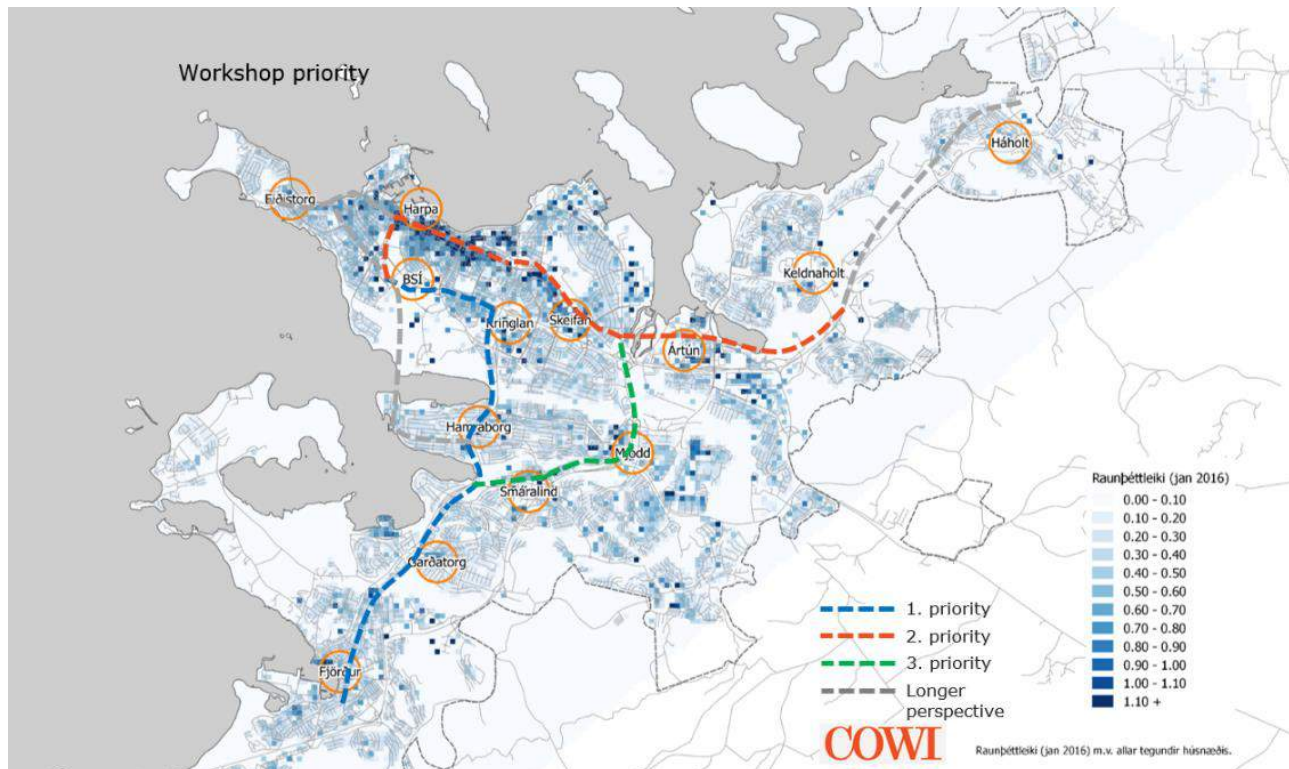 Workshop priority
Háholt
Eiðistorg
Harpa
BSÍ
Keldnaholt
Kringlan
Skeifan
Ártún
Hamraborg
Mjódd
Smáralind
Garðatorg
Fjörður
1. priority
2. priority
3. priority
Longer
perspective
Raunþéttleiki (jan 2016)
0.00 - 0.10
0.10 - 0.20
0.20 - 0.30
0.30 - 0.40
0.40 - 0.50
0.50 - 0.60
0.60 - 0.70
0.70 - 0.80
0.80 - 0.90
0.90 - 1.00
1.00 - 1.10
1.10 +
COWI
Raunþéttleiki (jan 2016) m.v. allar tegundir húsnæðis.